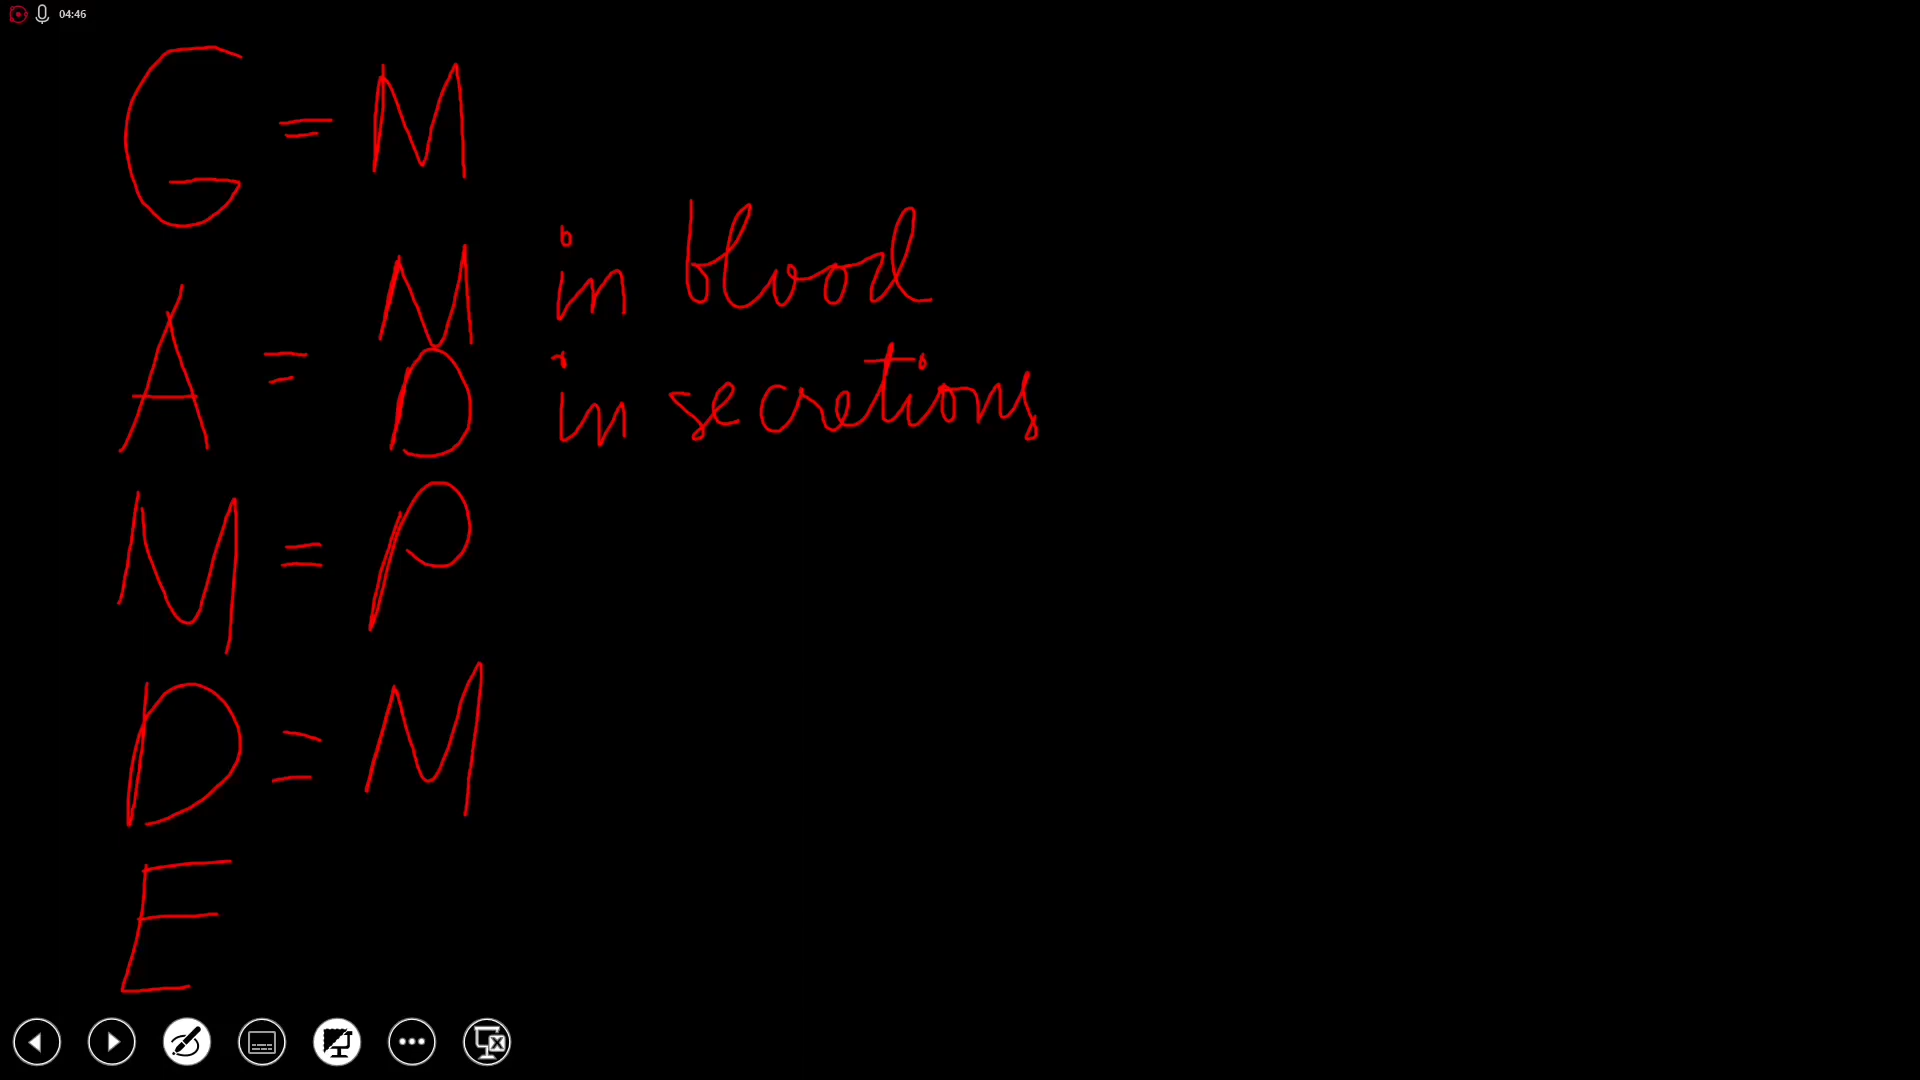 04:46
G = M
A = M in blood
D in secretions
M = P
D = M
E